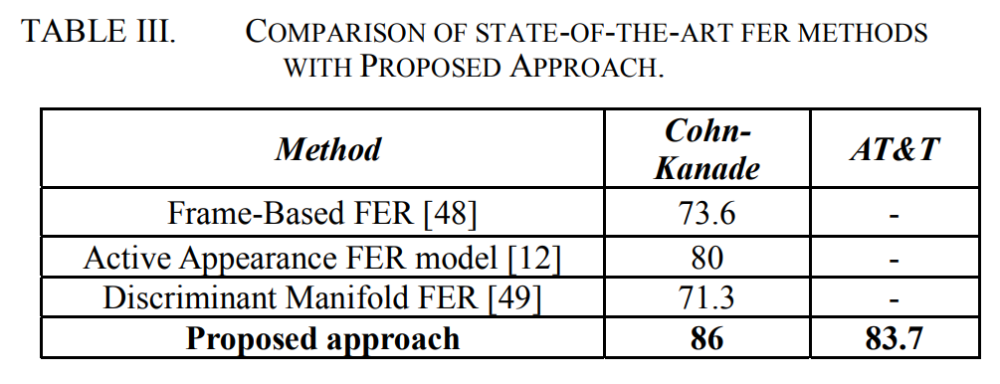 TABLE III. COMPARISON OF STATE-OF-THE-ART FER METHODS
WITH PROPOSED APPROACH.
Method Cohn-Kanade AT&T
Frame-Based FER [48] 73.6 -
Active Appearance FER model [12] 80 -
Discriminant Manifold FER [49] 71.3 -
Proposed approach 86 83.7